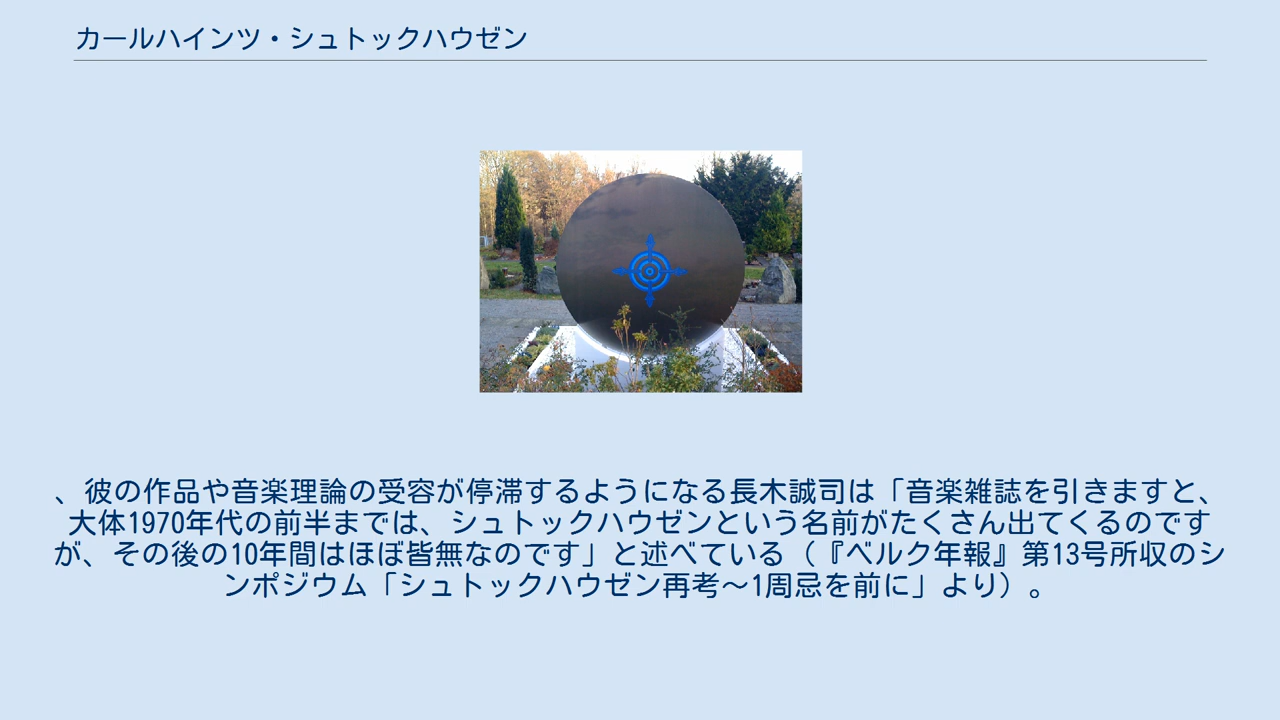 カールハインツ・シュトックハウゼン
、彼の作品や音楽理論の受容が停滞するようになる長木誠司は「音楽雑誌を引きますと、
大体1970年代の前半までは、シュトックハウゼンという名前がたくさん出てくるのです
が、その後の10年間はほぼ皆無なのです」と述べている（『ベルク年報』第13号所収のシ
ンポジウム「シュトックハウゼン再考～1周忌を前に」より）。